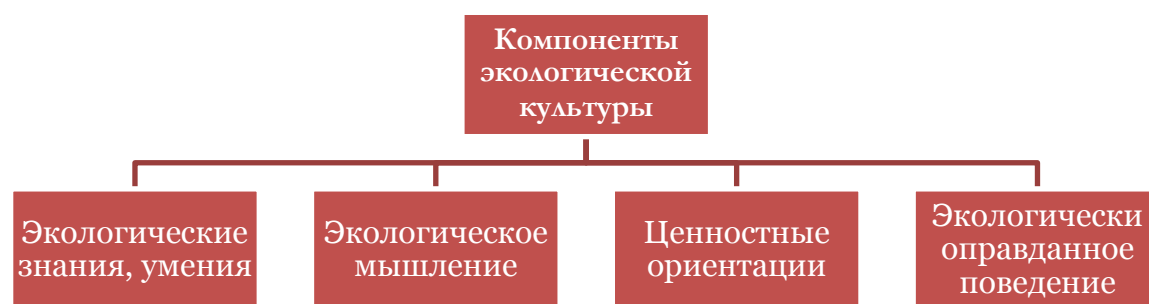 Компоненты
экологической
культуры
Экологические
знания, умения
Экологическое
мышление
Ценностные
ориентации
Экологически
оправданное
поведение